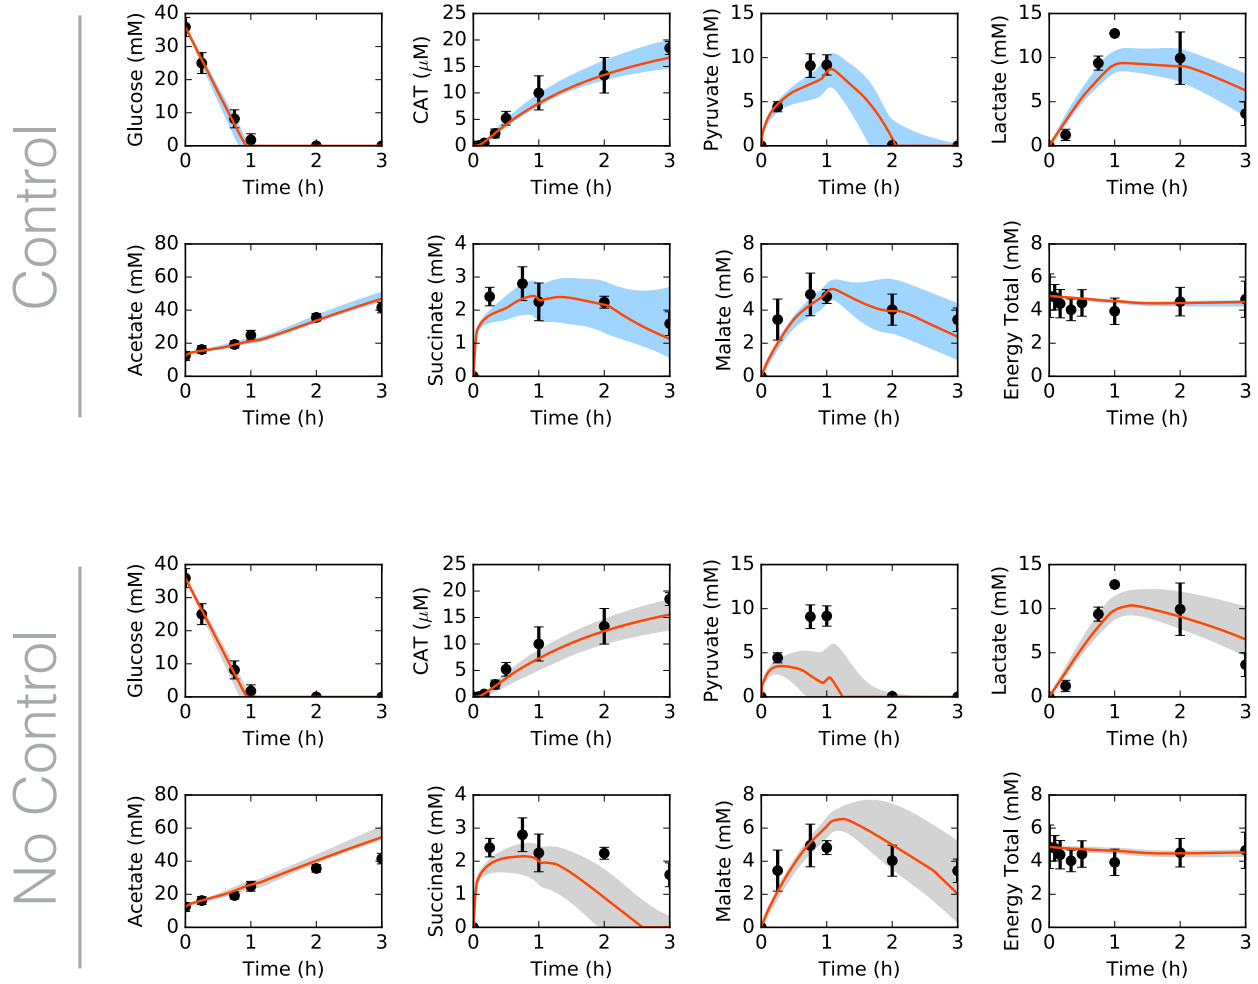 Control
Glucose (mM)
40
30
20
10
0
0 1 2 3
Time (h)
CAT (μM)
25
20
15
10
5
0
0 1 2 3
Time (h)
Pyruvate (mM)
15
10
5
0
0 1 2 3
Time (h)
Lactate (mM)
15
10
5
0
0 1 2 3
Time (h)
Acetate (mM)
80
60
40
20
0
0 1 2 3
Time (h)
Succinate (mM)
4
3
2
1
0
0 1 2 3
Time (h)
Malate (mM)
8
6
4
2
0
0 1 2 3
Time (h)
Energy Total (mM)
8
6
4
2
0
0 1 2 3
Time (h)
No Control
Glucose (mM)
40
30
20
10
0
0 1 2 3
Time (h)
CAT (μM)
25
20
15
10
5
0
0 1 2 3
Time (h)
Pyruvate (mM)
15
10
5
0
0 1 2 3
Time (h)
Lactate (mM)
15
10
5
0
0 1 2 3
Time (h)
Acetate (mM)
80
60
40
20
0
0 1 2 3
Time (h)
Succinate (mM)
4
3
2
1
0
0 1 2 3
Time (h)
Malate (mM)
8
6
4
2
0
0 1 2 3
Time (h)
Energy Total (mM)
8
6
4
2
0
0 1 2 3
Time (h)